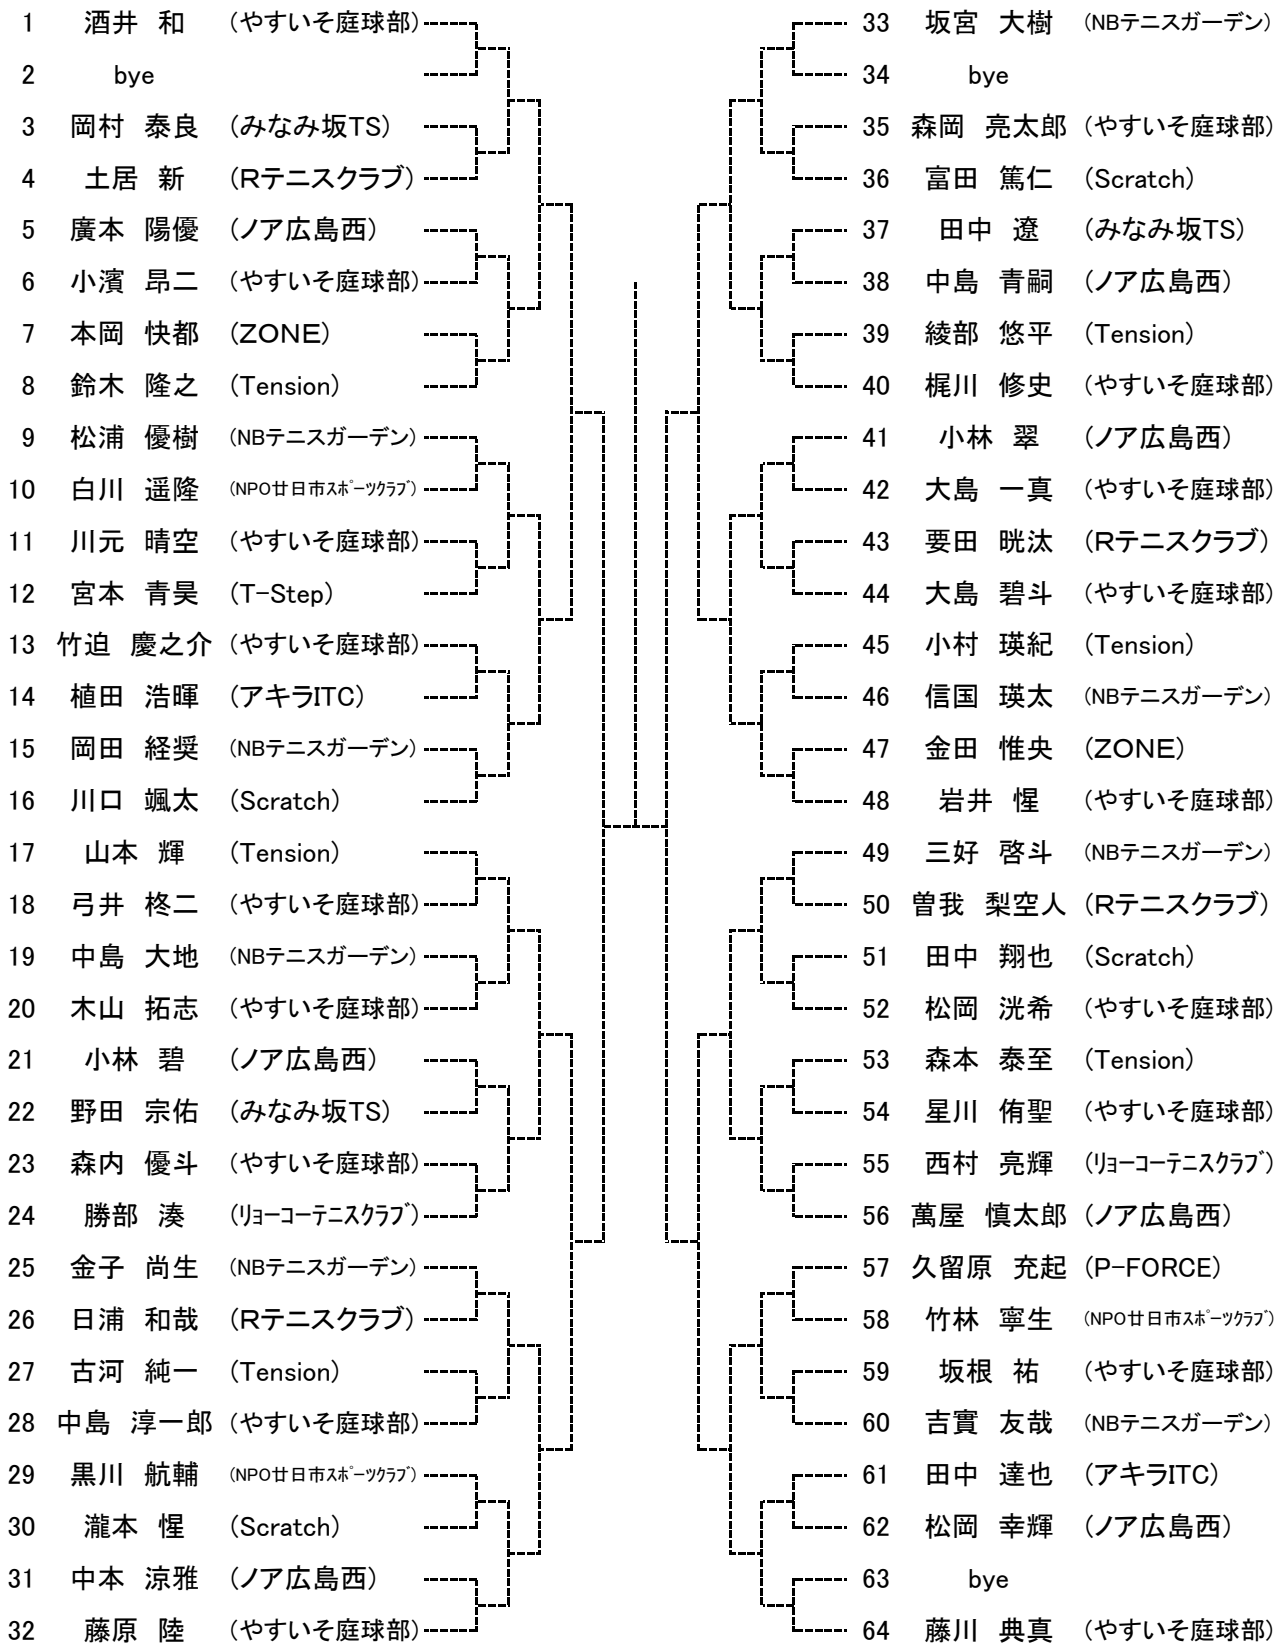 1 酒井 和 (やすいそ庭球部)
2 bye
3 岡村 泰良 (みなみ坂TS)
4 土居 新 (Rテニスクラブ)
5 廣本 陽優 (ノア広島西)
6 小濱 昂二 (やすいそ庭球部)
7 本岡 快都 (ZONE)
8 鈴木 隆之 (Tension)
9 松浦 優樹 (NBテニスガーデン)
10 白川 遥隆 (NPO廿日市ｽﾎﾟｰﾂｸﾗﾌﾞ)
11 川元 晴空 (やすいそ庭球部)
12 宮本 青昊 (T-Step)
13 竹迫 慶之介 (やすいそ庭球部)
14 植田 浩暉 (アキラITC)
15 岡田 経奨 (NBテニスガーデン)
16 川口 颯太 (Scratch)
17 山本 輝 (Tension)
18 弓井 柊二 (やすいそ庭球部)
19 中島 大地 (NBテニスガーデン)
20 木山 拓志 (やすいそ庭球部)
21 小林 碧 (ノア広島西)
22 野田 宗佑 (みなみ坂TS)
23 森内 優斗 (やすいそ庭球部)
24 勝部 湊 (ﾘｮｰｺｰﾃﾆｽｸﾗﾌﾞ)
25 金子 尚生 (NBテニスガーデン)
26 日浦 和哉 (Rテニスクラブ)
27 古河 純一 (Tension)
28 中島 淳一郎 (やすいそ庭球部)
29 黒川 航輔 (NPO廿日市ｽﾎﾟｰﾂｸﾗﾌﾞ)
30 瀧本 惺 (Scratch)
31 中本 涼雅 (ノア広島西)
32 藤原 陸 (やすいそ庭球部)
33 坂宮 大樹 (NBテニスガーデン)
34 bye
35 森岡 亮太郎 (やすいそ庭球部)
36 富田 篤仁 (Scratch)
37 田中 遼 (みなみ坂TS)
38 中島 青嗣 (ノア広島西)
39 綾部 悠平 (Tension)
40 梶川 修史 (やすいそ庭球部)
41 小林 翠 (ノア広島西)
42 大島 一真 (やすいそ庭球部)
43 要田 晄汰 (Rテニスクラブ)
44 大島 碧斗 (やすいそ庭球部)
45 小村 瑛紀 (Tension)
46 信国 瑛太 (NBテニスガーデン)
47 金田 惟央 (ZONE)
48 岩井 惺 (やすいそ庭球部)
49 三好 啓斗 (NBテニスガーデン)
50 曽我 梨空人 (Rテニスクラブ)
51 田中 翔也 (Scratch)
52 松岡 洸希 (やすいそ庭球部)
53 森本 泰至 (Tension)
54 星川 侑聖 (やすいそ庭球部)
55 西村 亮輝 (ﾘｮｰｺｰﾃﾆｽｸﾗﾌﾞ)
56 萬屋 慎太郎 (ノア広島西)
57 久留原 充起 (P-FORCE)
58 竹林 寧生 (NPO廿日市ｽﾎﾟｰﾂｸﾗﾌﾞ)
59 坂根 祐 (やすいそ庭球部)
60 吉實 友哉 (NBテニスガーデン)
61 田中 達也 (アキラITC)
62 松岡 幸輝 (ノア広島西)
63 bye
64 藤川 典真 (やすいそ庭球部)